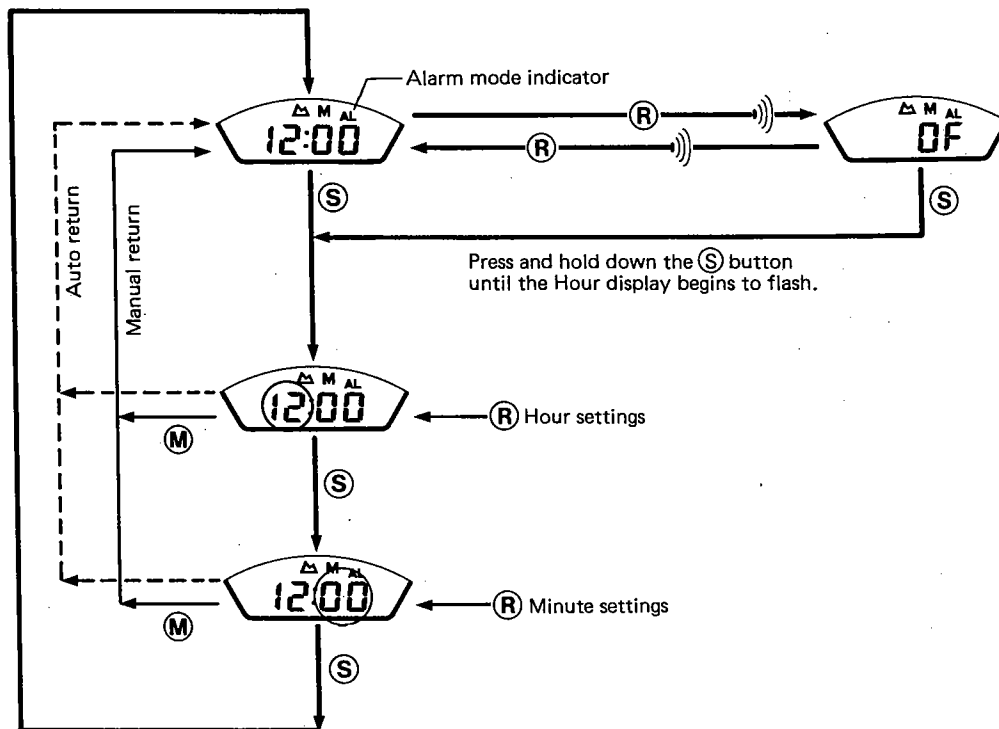 Alarm mode indicator
M AL
12:00
R
R
M AL
OF
S
S
Press and hold down the S button
until the Hour display begins to flash.
Auto return
Manual return
M AL
12:00
M
R Hour settings
S
M AL
12:00
M
R Minute settings
S